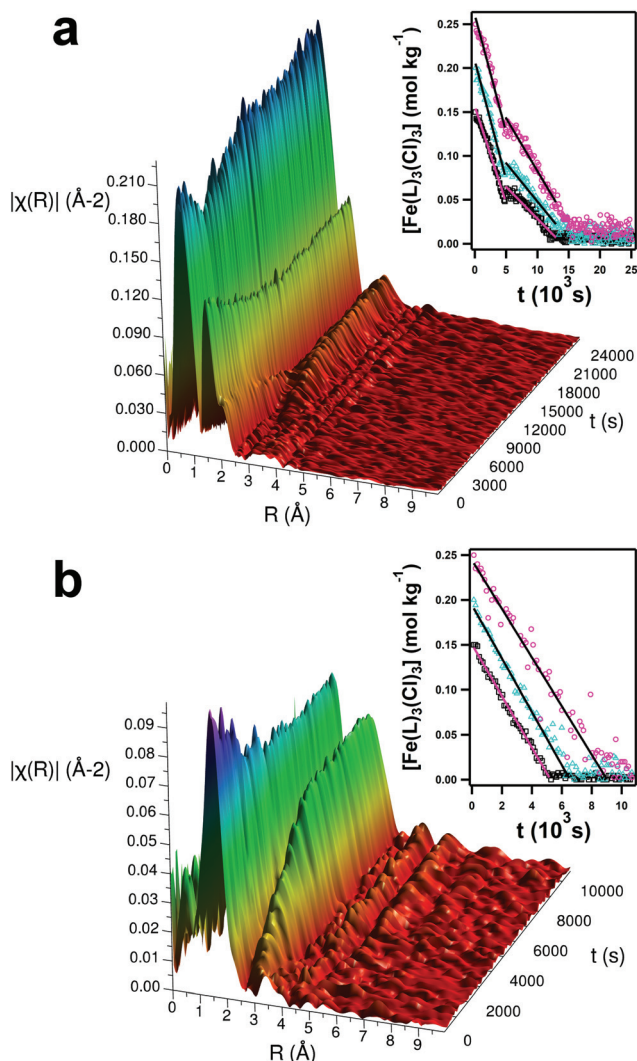 a
|χ(R)| (Å-2)
0.210
0.180
0.150
0.120
0.090
0.060
0.030
0.000
0 1 2 3 4 5 6 7 8 9
R (Å)
0
3000
6000
9000
12000
15000
18000
21000
24000
t (s)
[Fe(L)3(Cl)3] (mol kg⁻¹)
0.25
0.20
0.15
0.10
0.05
0.00
0 5 10 15 20 25
t (10³ s)
b
|χ(R)| (Å-2)
0.09
0.08
0.07
0.06
0.05
0.04
0.03
0.02
0.01
0.00
0 1 2 3 4 5 6 7 8 9
R (Å)
0
2000
4000
6000
8000
10000
t (s)
[Fe(L)3(Cl)3] (mol kg⁻¹)
0.25
0.20
0.15
0.10
0.05
0.00
0 2 4 6 8 10
t (10³ s)